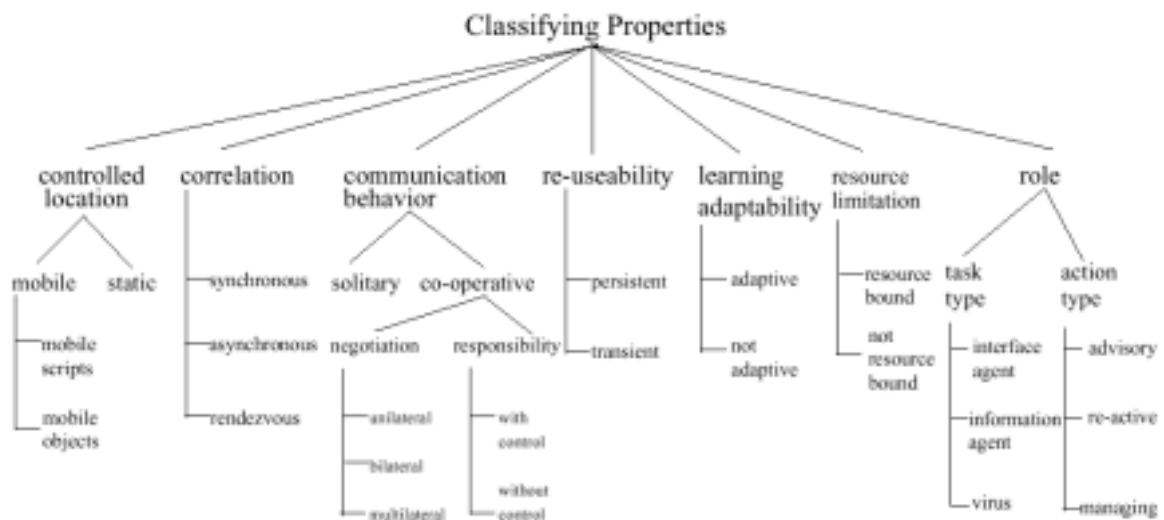 Classifying Properties
controlled
location
correlation
communication
behavior
re-useability
learning
adaptability
resource
limitation
role
mobile
static
mobile
scripts
mobile
objects
synchronous
asynchronous
rendezvous
solitary
co-operative
negotiation
responsibility
unilateral
bilateral
multilateral
with
control
without
control
persistent
transient
adaptive
not
adaptive
resource
bound
not
resource
bound
task
type
action
type
interface
agent
information
agent
virus
advisory
re-active
managing